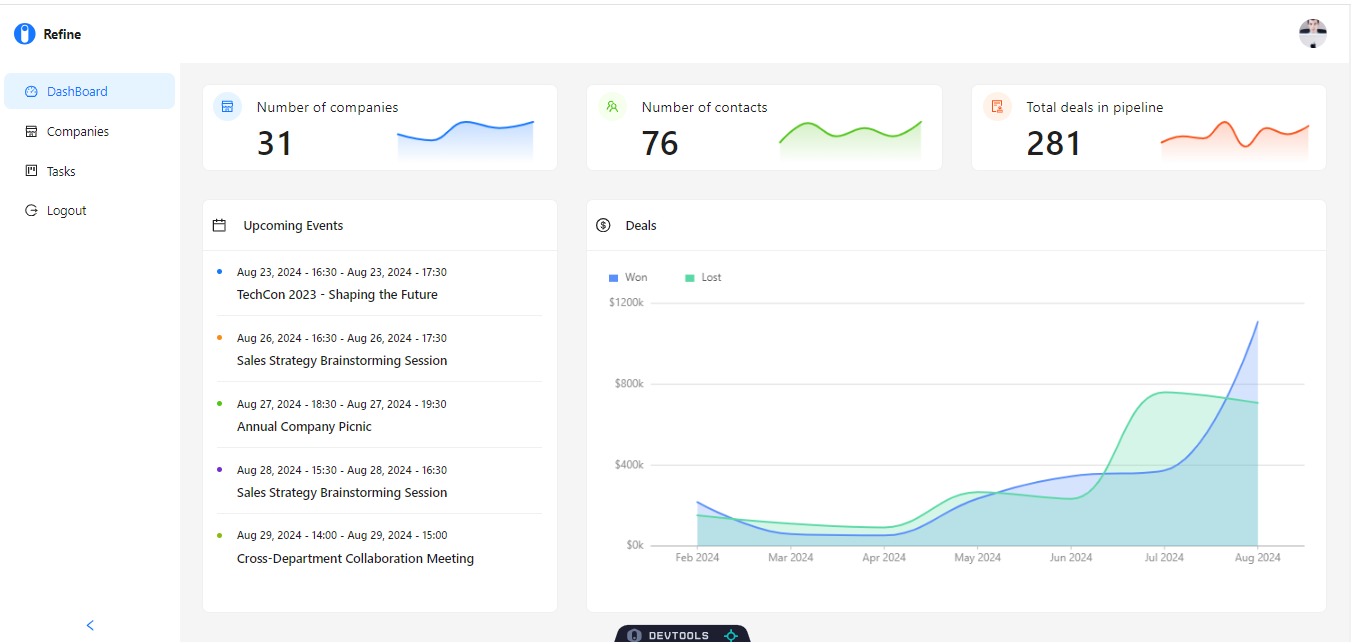 Refine
DashBoard
Companies
Tasks
Logout
Number of companies
31
Number of contacts
76
Total deals in pipeline
281
Upcoming Events
Aug 23, 2024 - 16:30 - Aug 23, 2024 - 17:30
TechCon 2023 - Shaping the Future
Aug 26, 2024 - 16:30 - Aug 26, 2024 - 17:30
Sales Strategy Brainstorming Session
Aug 27, 2024 - 18:30 - Aug 27, 2024 - 19:30
Annual Company Picnic
Aug 28, 2024 - 15:30 - Aug 28, 2024 - 16:30
Sales Strategy Brainstorming Session
Aug 29, 2024 - 14:00 - Aug 29, 2024 - 15:00
Cross-Department Collaboration Meeting
Deals
Won Lost
$1200k
$800k
$400k
$0k
Feb 2024 Mar 2024 Apr 2024 May 2024 Jun 2024 Jul 2024 Aug 2024
DEVTOOLS